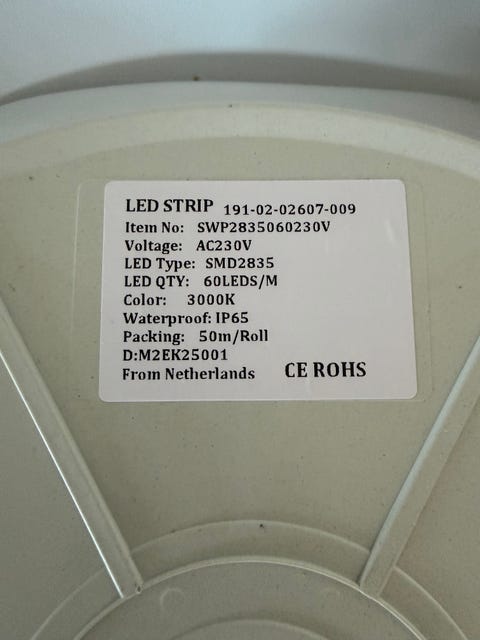 LED STRIP 191-02-02607-009
Item No: SWP2835060230V
Voltage: AC230V
LED Type: SMD2835
LED QTY: 60LEDS/M
Color: 3000K
Waterproof: IP65
Packing: 50m/Roll
D:M2EK25001
From Netherlands CE ROHS